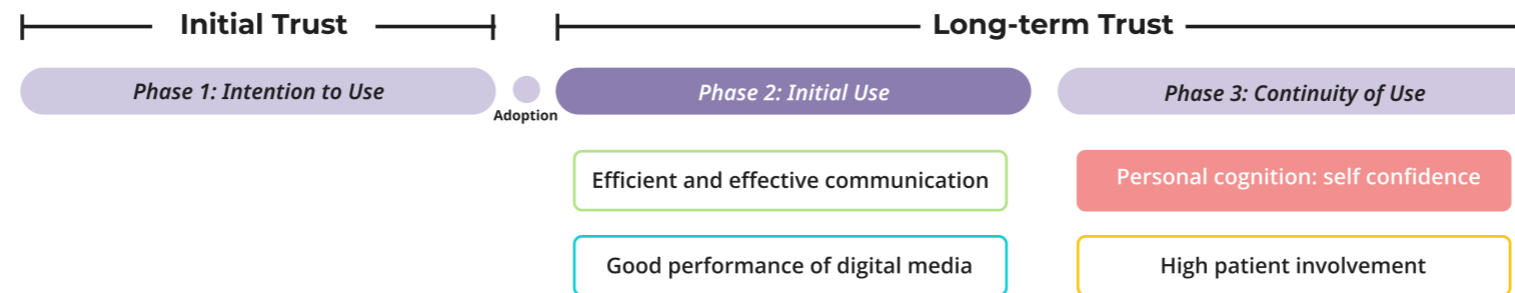 Initial Trust
Long-term Trust
Phase 1: Intention to Use
Adoption
Phase 2: Initial Use
Phase 3: Continuity of Use
Efficient and effective communication
Personal cognition: self confidence
Good performance of digital media
High patient involvement